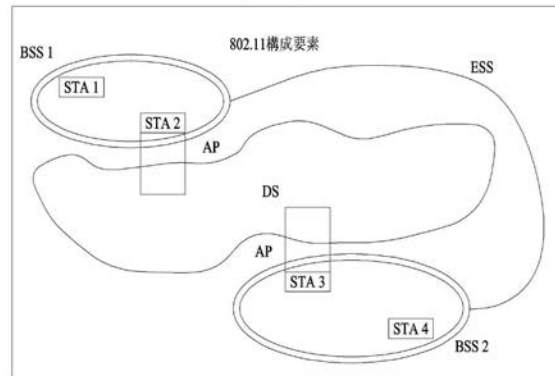 802.11構成要素
BSS 1
ESS
STA 1
STA 2
AP
DS
AP
STA 3
STA 4
BSS 2